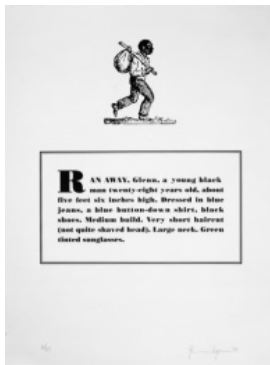 RAN AWAY, Glenn, a young black
man twenty-eight years old, about
five feet six inches high. Dressed in blue
jeans, a blue button-down shirt, black
shoes. Medium build. Very short haircut
(not quite shaved head). Large neck. Green
tinted sunglasses.